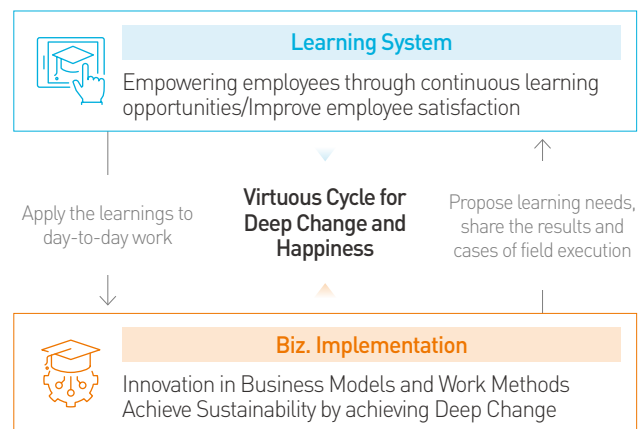 Learning System
Empowering employees through continuous learning
opportunities/Improve employee satisfaction
Apply the learnings to
day-to-day work
Virtuous Cycle for
Deep Change and
Happiness
Propose learning needs,
share the results and
cases of field execution
Biz. Implementation
Innovation in Business Models and Work Methods
Achieve Sustainability by achieving Deep Change